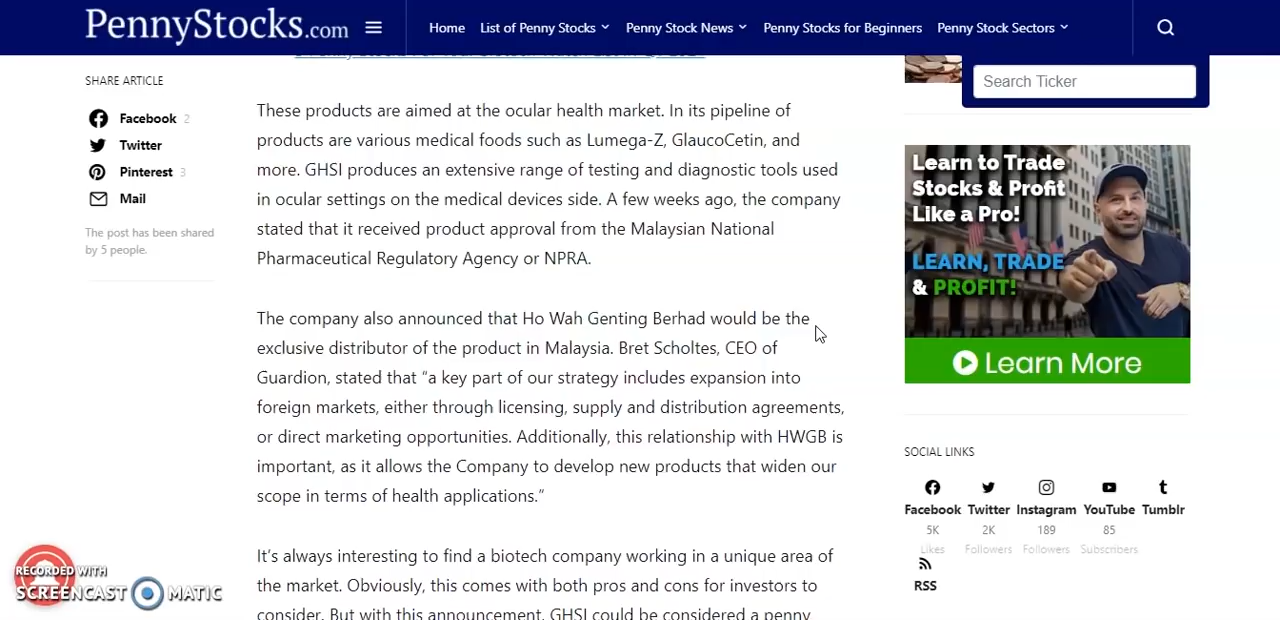 PennyStocks.com
Home
List of Penny Stocks
Penny Stock News
Penny Stocks for Beginners
Penny Stock Sectors
Search Ticker
SHARE ARTICLE
Facebook 2
Twitter
Pinterest 3
Mail
The post has been shared
by 5 people.
These products are aimed at the ocular health market. In its pipeline of
products are various medical foods such as Lumega-Z, GlaucoCetin, and
more. GHSI produces an extensive range of testing and diagnostic tools used
in ocular settings on the medical devices side. A few weeks ago, the company
stated that it received product approval from the Malaysian National
Pharmaceutical Regulatory Agency or NPRA.
The company also announced that Ho Wah Genting Berhad would be the
exclusive distributor of the product in Malaysia. Bret Scholtes, CEO of
Guardion, stated that “a key part of our strategy includes expansion into
foreign markets, either through licensing, supply and distribution agreements,
or direct marketing opportunities. Additionally, this relationship with HWGB is
important, as it allows the Company to develop new products that widen our
scope in terms of health applications.”
It’s always interesting to find a biotech company working in a unique area of
the market. Obviously, this comes with both pros and cons for investors to
consider. But with this announcement, GHSI could be considered a penny
Learn to Trade
Stocks & Profit
Like a Pro!
LEARN, TRADE
& PROFIT!
Learn More
SOCIAL LINKS
Facebook
5K
Likes
Twitter
2K
Followers
Instagram
189
Followers
YouTube
85
Subscribers
Tumblr
RSS
RECORDED WITH
SCREENCAST MATIC